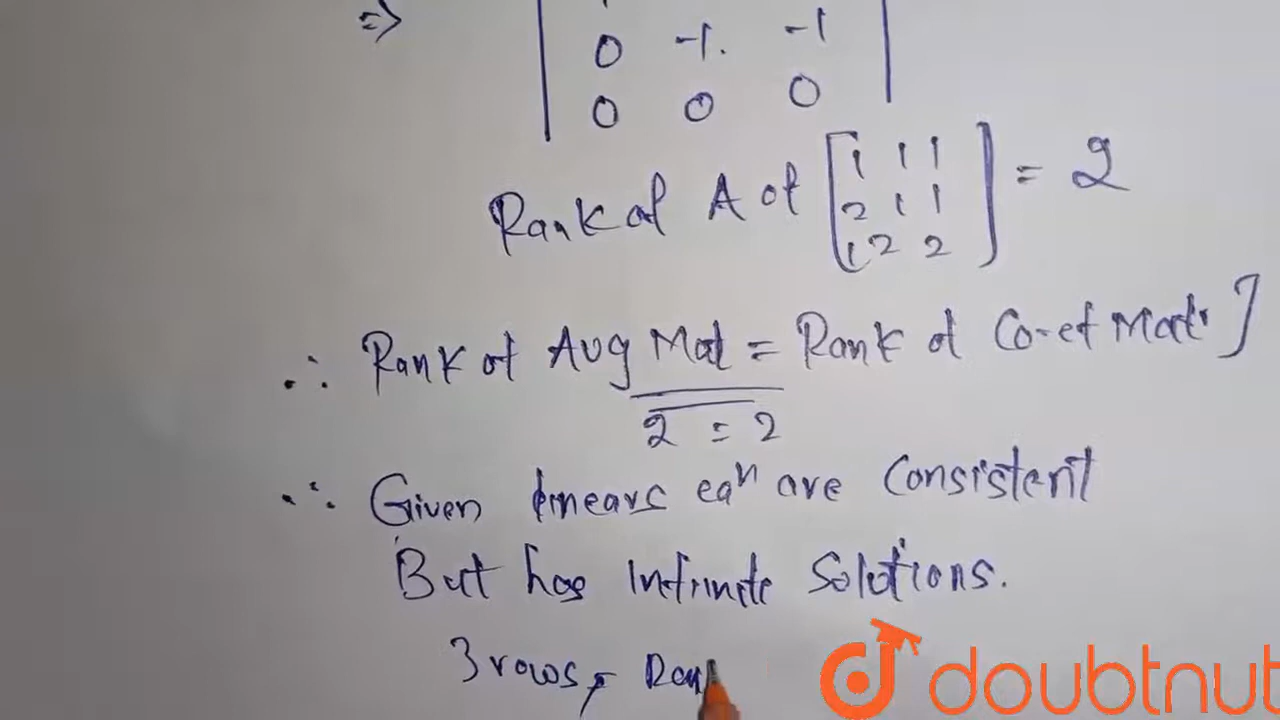 =>
0 -1. -1
0 0 0
Rank of A of [1 1 1
2 1 1
1 2 2] = 2
∴ Rank of Aug Mat = Rank of Co-ef Matr]
2 = 2
∴ Given linears eqⁿ are Consistent
But has Infinite Solutions.
3 rows, Ran
doubtnut